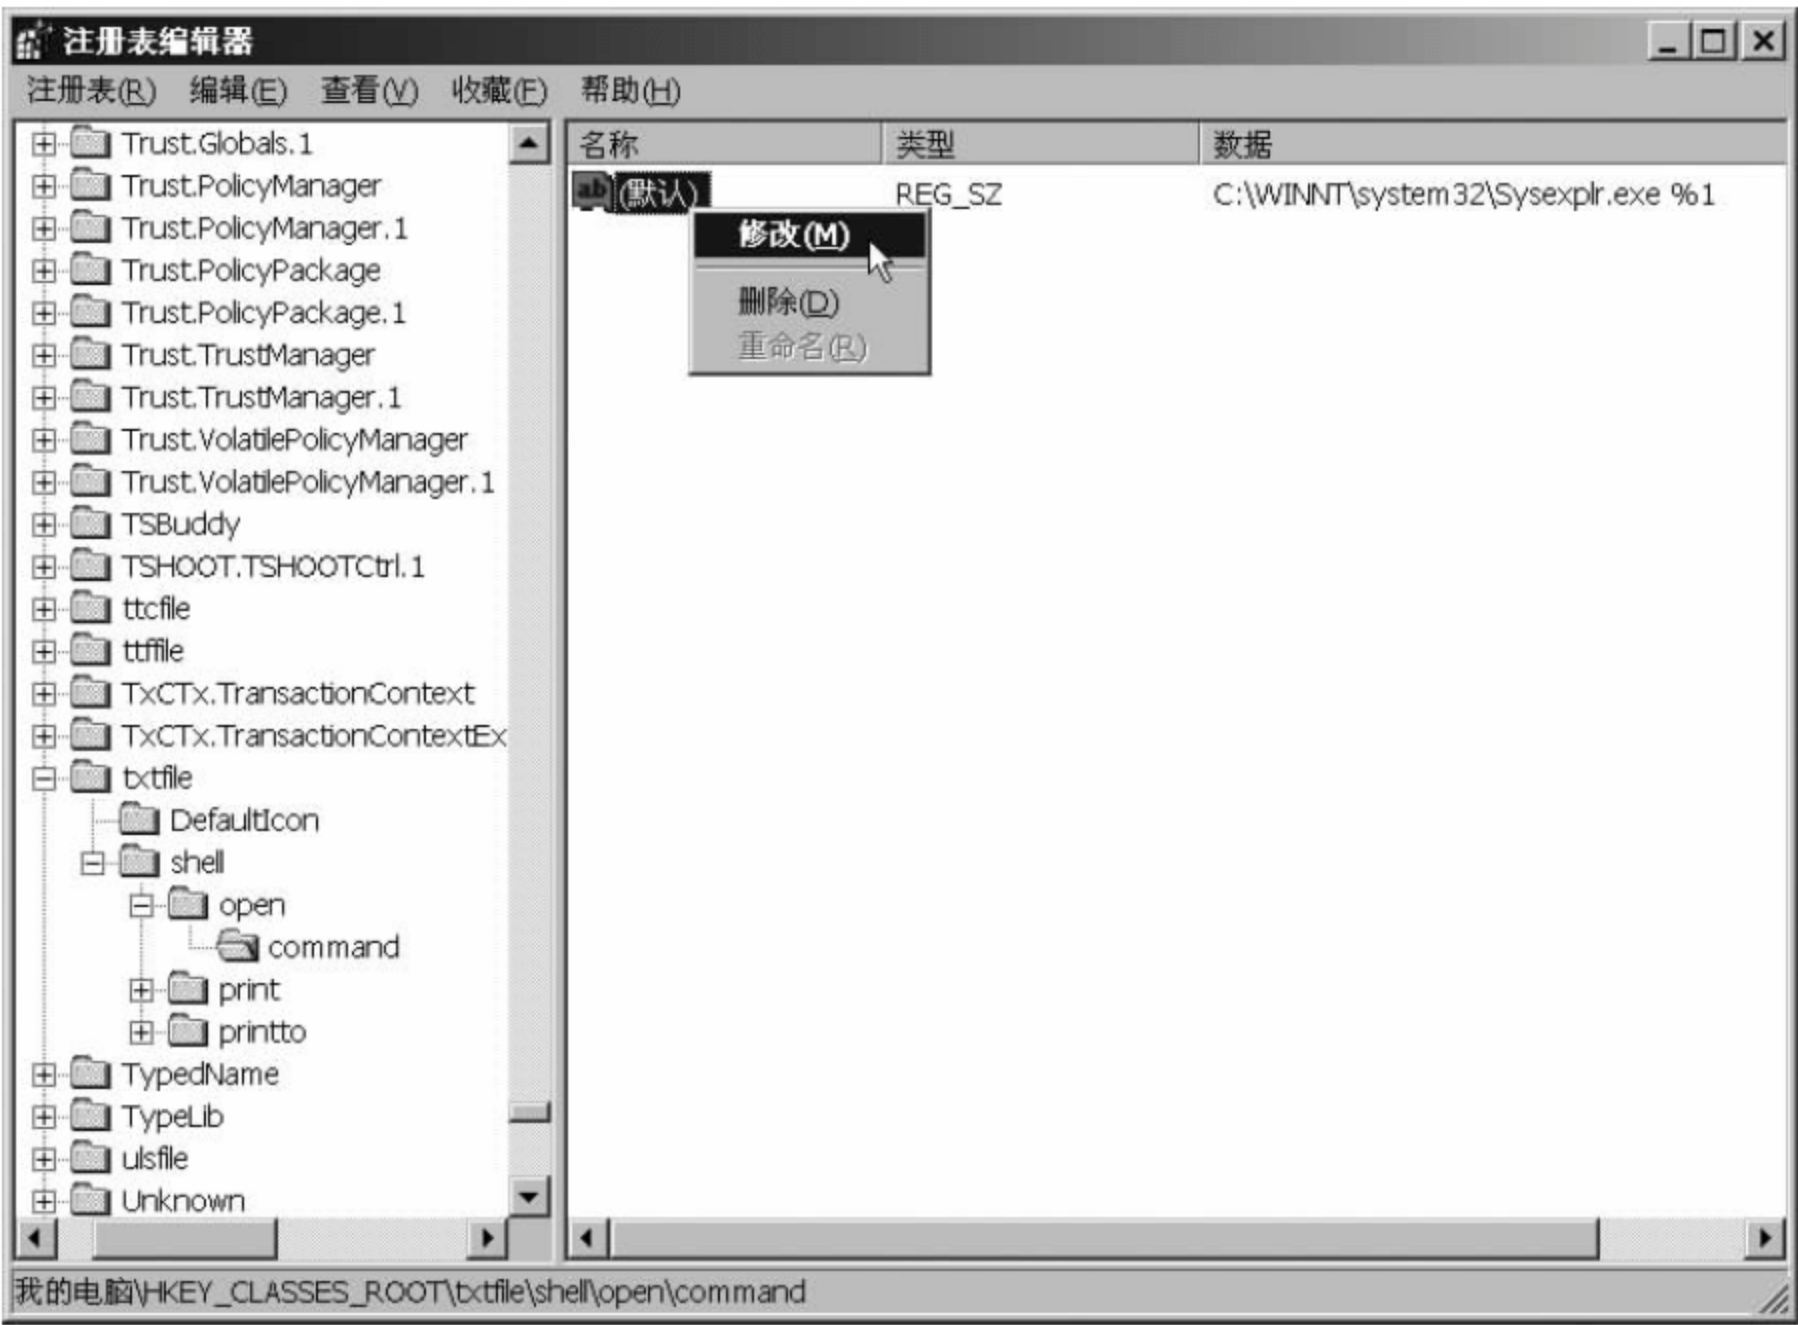 注册表编辑器
注册表(R) 编辑(E) 查看(V) 收藏(F) 帮助(H)
Trust.Globals.1
Trust.PolicyManager
Trust.PolicyManager.1
Trust.PolicyPackage
Trust.PolicyPackage.1
Trust.TrustManager
Trust.TrustManager.1
Trust.VolatilePolicyManager
Trust.VolatilePolicyManager.1
TSBuddy
TSHOOT.TSHOOTCtrl.1
ttcfile
ttffile
TxCTx.TransactionContext
TxCTx.TransactionContextEx
txtfile
DefaultIcon
shell
open
command
print
printto
TypedName
TypeLib
ulsfile
Unknown
名称 类型 数据
ab (默认) REG_SZ C:\WINNT\system32\Sysexplr.exe %1
修改(M)
删除(D)
重命名(R)
我的电脑\HKEY_CLASSES_ROOT\txtfile\shell\open\command